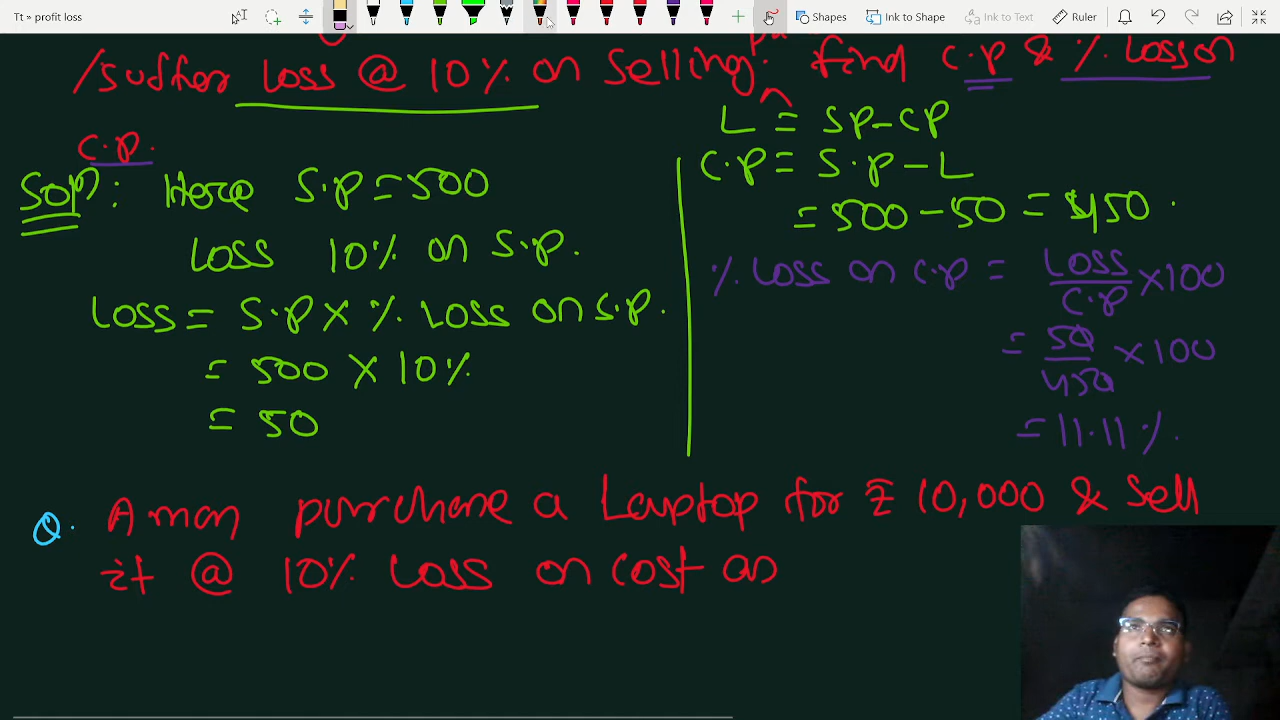 Tt » profit loss
Shapes Ink to Shape Ink to Text Ruler
/suffer Loss @ 10% on selling. find C.P & % Loss on
C.P.
Sol: Here S.P = 500
Loss 10% on S.P.
Loss = S.P X % Loss on S.P.
= 500 X 10%
= 50
L = SP - CP
C.P = S.P - L
= 500 - 50 = 450.
% Loss on C.P = Loss/C.P X 100
= 50/450 X 100
= 11.11 %.
Q. A man purchase a Laptop for ₹ 10,000 & Sell
it @ 10% Loss on cost as